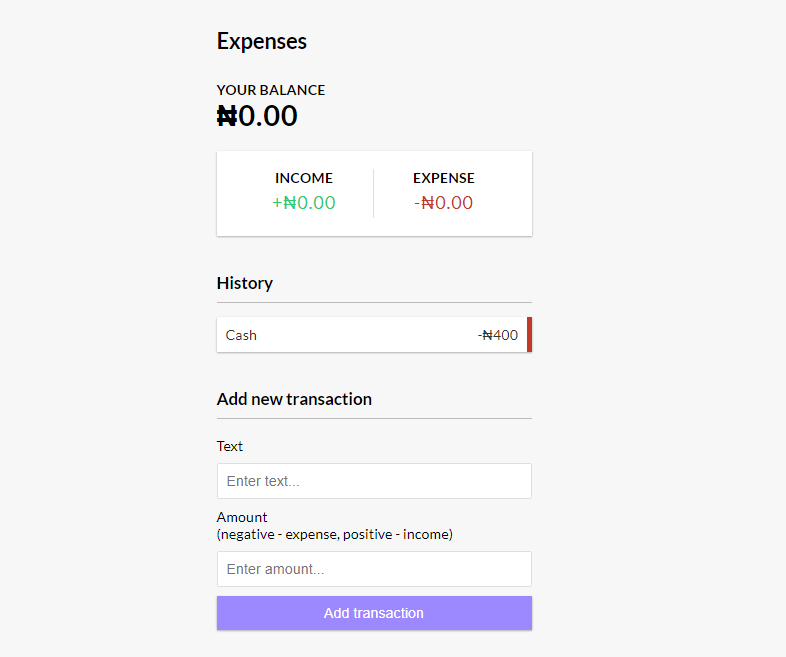 Expenses
YOUR BALANCE
₦0.00
INCOME EXPENSE
+₦0.00 -₦0.00
History
Cash -₦400
Add new transaction
Text
Enter text...
Amount
(negative - expense, positive - income)
Enter amount...
Add transaction